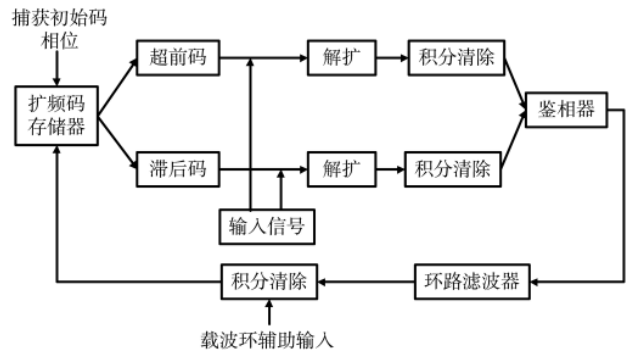 捕获初始码
相位
超前码
解扩
积分清除
扩频码
存储器
鉴相器
滞后码
解扩
积分清除
输入信号
积分清除
环路滤波器
载波环辅助输入